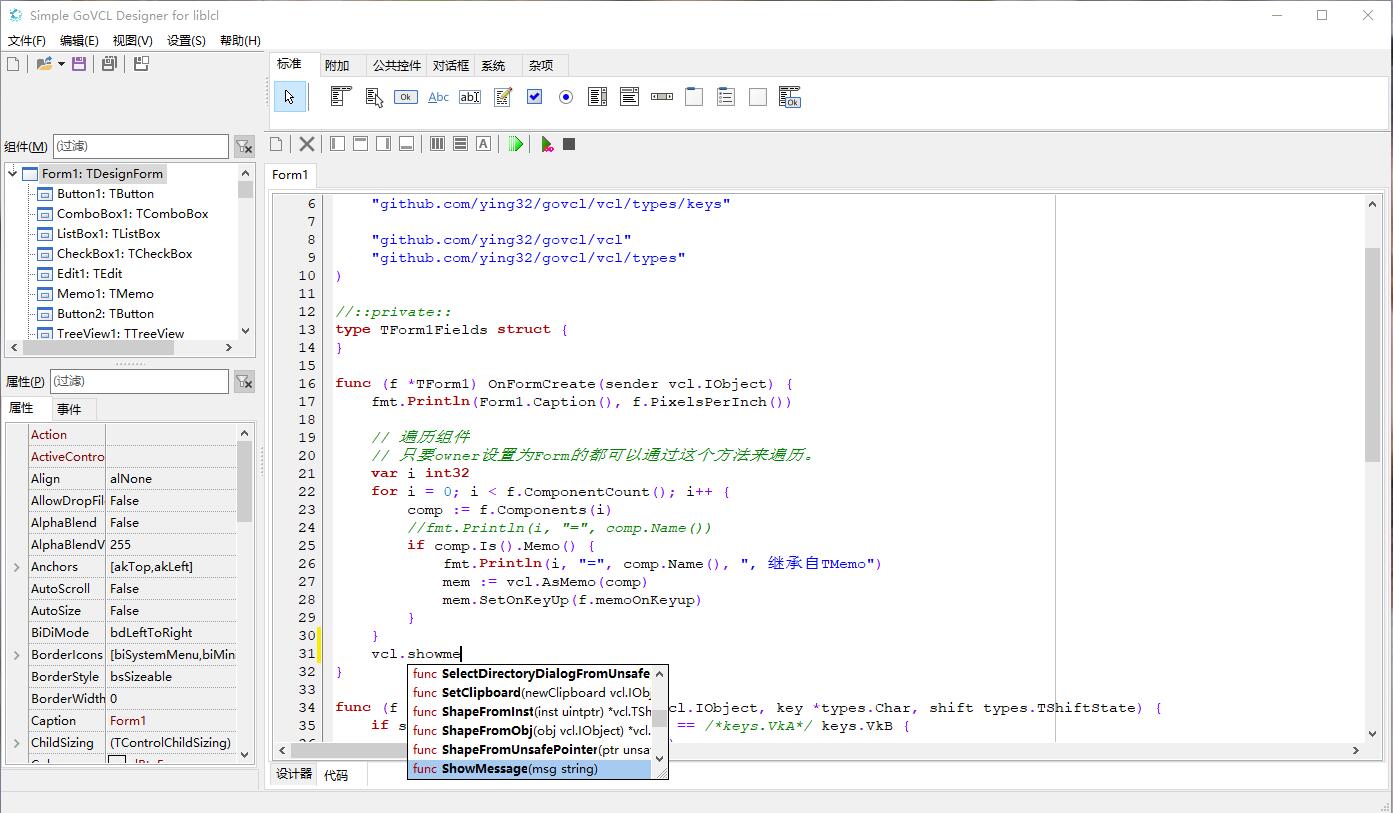 Simple GoVCL Designer for liblcl
文件(F) 编辑(E) 视图(V) 设置(S) 帮助(H)
标准 附加 公共控件 对话框 系统 杂项
Ok Abc ab Ok
组件(M) (过滤)
A
Form1
Form1: TDesignForm
Button1: TButton
ComboBox1: TComboBox
ListBox1: TListBox
CheckBox1: TCheckBox
Edit1: TEdit
Memo1: TMemo
Button2: TButton
TreeView1: TTreeView
属性(P) (过滤)
属性 事件
Action
ActiveContro
Align alNone
AllowDropFil False
AlphaBlend False
AlphaBlendV 255
Anchors [akTop,akLeft]
AutoScroll False
AutoSize False
BiDiMode bdLeftToRight
BorderIcons [biSystemMenu,biMin
BorderStyle bsSizeable
BorderWidth 0
Caption Form1
ChildSizing (TControlChildSizing)
6 "github.com/ying32/govcl/vcl/types/keys"
7
8 "github.com/ying32/govcl/vcl"
9 "github.com/ying32/govcl/vcl/types"
10 )
11
12 //::private::
13 type TForm1Fields struct {
14 }
15
16 func (f *TForm1) OnFormCreate(sender vcl.IObject) {
17 fmt.Println(Form1.Caption(), f.PixelsPerInch())
18
19 // 遍历组件
20 // 只要owner设置为Form的都可以通过这个方法来遍历。
21 var i int32
22 for i = 0; i < f.ComponentCount(); i++ {
23 comp := f.Components(i)
24 //fmt.Println(i, "=", comp.Name())
25 if comp.Is().Memo() {
26 fmt.Println(i, "=", comp.Name(), ", 继承自TMemo")
27 mem := vcl.AsMemo(comp)
28 mem.SetOnKeyUp(f.memoOnKeyup)
29 }
30 }
31 vcl.showme
32 }
33
34 func (f cl.IObject, key *types.Char, shift types.TShiftState) {
35 if s == /*keys.VkA*/ keys.VkB {
func SelectDirectoryDialogFromUnsafe
func SetClipboard(newClipboard vcl.IObj
func ShapeFromInst(inst uintptr) *vcl.TSh
func ShapeFromObj(obj vcl.IObject) *vcl.
func ShapeFromUnsafePointer(ptr unsa
func ShowMessage(msg string)
设计器 代码